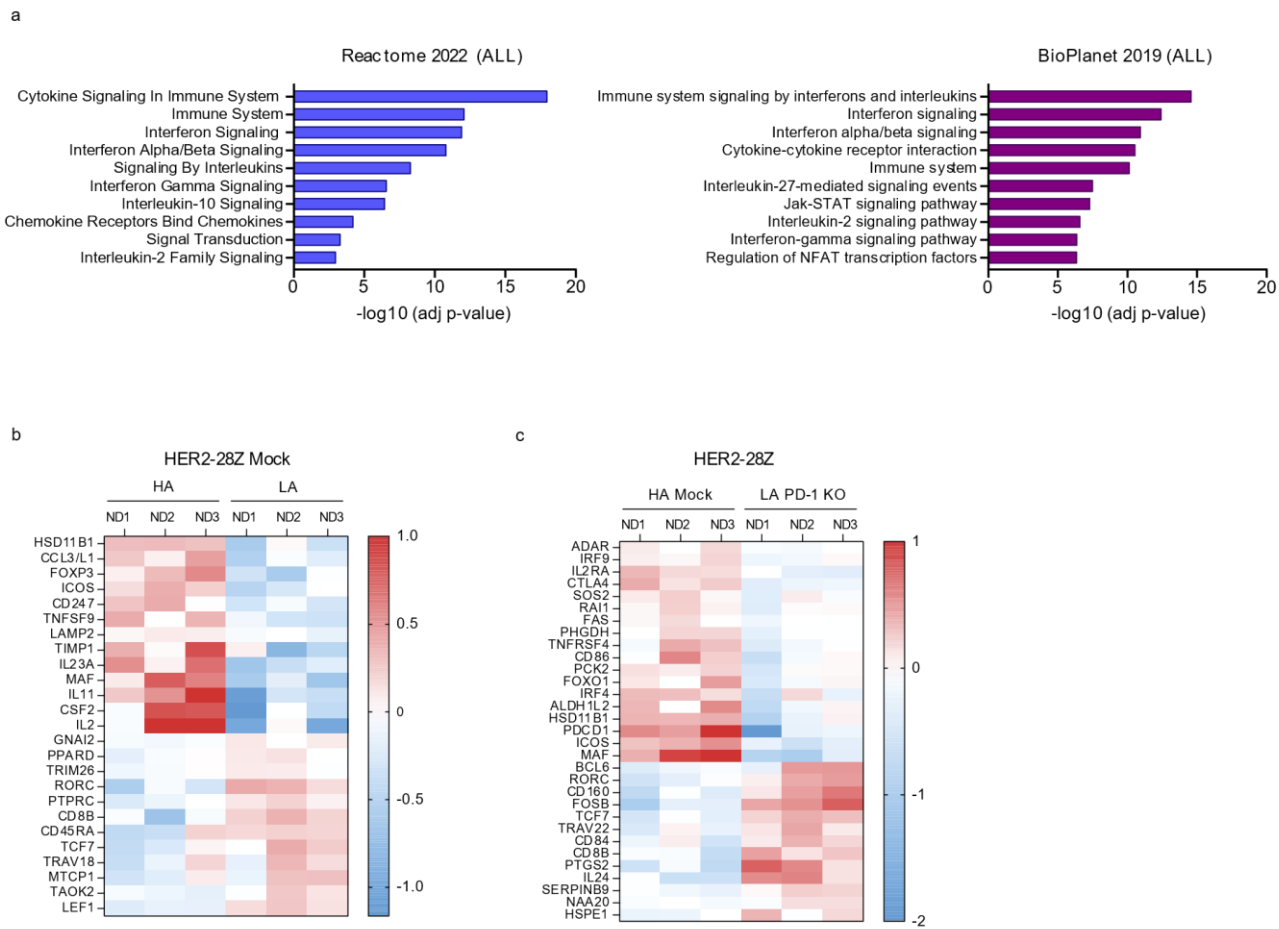 a
Reactome 2022 (ALL)
Cytokine Signaling In Immune System
Immune System
Interferon Signaling
Interferon Alpha/Beta Signaling
Signaling By Interleukins
Interferon Gamma Signaling
Interleukin-10 Signaling
Chemokine Receptors Bind Chemokines
Signal Transduction
Interleukin-2 Family Signaling
0 5 10 15 20
-log10 (adj p-value)
BioPlanet 2019 (ALL)
Immune system signaling by interferons and interleukins
Interferon signaling
Interferon alpha/beta signaling
Cytokine-cytokine receptor interaction
Immune system
Interleukin-27-mediated signaling events
Jak-STAT signaling pathway
Interleukin-2 signaling pathway
Interferon-gamma signaling pathway
Regulation of NFAT transcription factors
0 5 10 15 20
-log10 (adj p-value)
b
HER2-28Z Mock
HA LA
ND1 ND2 ND3 ND1 ND2 ND3
HSD11B1
CCL3/L1
FOXP3
ICOS
CD247
TNFSF9
LAMP2
TIMP1
IL23A
MAF
IL11
CSF2
IL2
GNAI2
PPARD
TRIM26
RORC
PTPRC
CD8B
CD45RA
TCF7
TRAV18
MTCP1
TAOK2
LEF1
1.0
0.5
0
-0.5
-1.0
c
HER2-28Z
HA Mock LA PD-1 KO
ND1 ND2 ND3 ND1 ND2 ND3
ADAR
IRF9
IL2RA
CTLA4
SOS2
RAI1
FAS
PHGDH
TNFRSF4
CD86
PCK2
FOXO1
IRF4
ALDH1L2
HSD11B1
PDCD1
ICOS
MAF
BCL6
RORC
CD160
FOSB
TCF7
TRAV22
CD84
CD8B
PTGS2
IL24
SERPINB9
NAA20
HSPE1
1
0
-1
-2